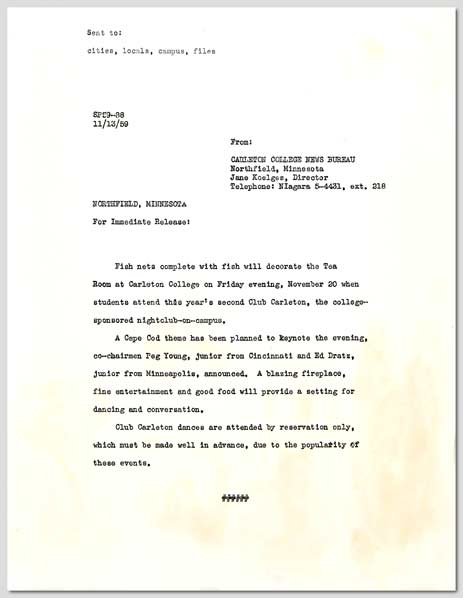 Sent to:
cities, locals, campus, files
SPT9-88
11/13/59
From:
CARLETON COLLEGE NEWS BUREAU
Northfield, Minnesota
Jane Koelges, Director
Telephone: NIagara 5-4431, ext. 218
NORTHFIELD, MINNESOTA
For Immediate Release:
Fish nets complete with fish will decorate the Tea
Room at Carleton College on Friday evening, November 20 when
students attend this year's second Club Carleton, the college-
sponsored nightclub-on-campus.
A Cape Cod theme has been planned to keynote the evening,
co-chairmen Peg Young, junior from Cincinnati and Ed Dratz,
junior from Minneapolis, announced. A blazing fireplace,
fine entertainment and good food will provide a setting for
dancing and conversation.
Club Carleton dances are attended by reservation only,
which must be made well in advance, due to the popularity of
these events.
######